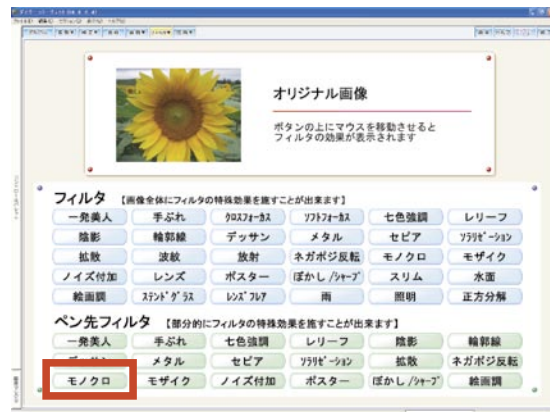 オリジナル画像
ボタンの上にマウスを移動させると
フィルタの効果が表示されます
フィルタ 【画像全体にフィルタの特殊効果を施すことが出来ます】
一発美人 手ぶれ クロスフォーカス ソフトフォーカス 七色強調 レリーフ
陰影 輪郭線 デッサン メタル セピア ソラリゼーション
拡散 波紋 放射 ネガポジ反転 モノクロ モザイク
ノイズ付加 レンズ ポスター ぼかし/シャープ スリム 水面
絵画調 ステンドグラス レンズフレア 雨 照明 正方分解
ペン先フィルタ 【部分的にフィルタの特殊効果を施すことが出来ます】
一発美人 手ぶれ 七色強調 レリーフ 陰影 輪郭線
デッサン メタル セピア ソラリゼーション 拡散 ネガポジ反転
モノクロ モザイク ノイズ付加 ポスター ぼかし/シャープ 絵画調